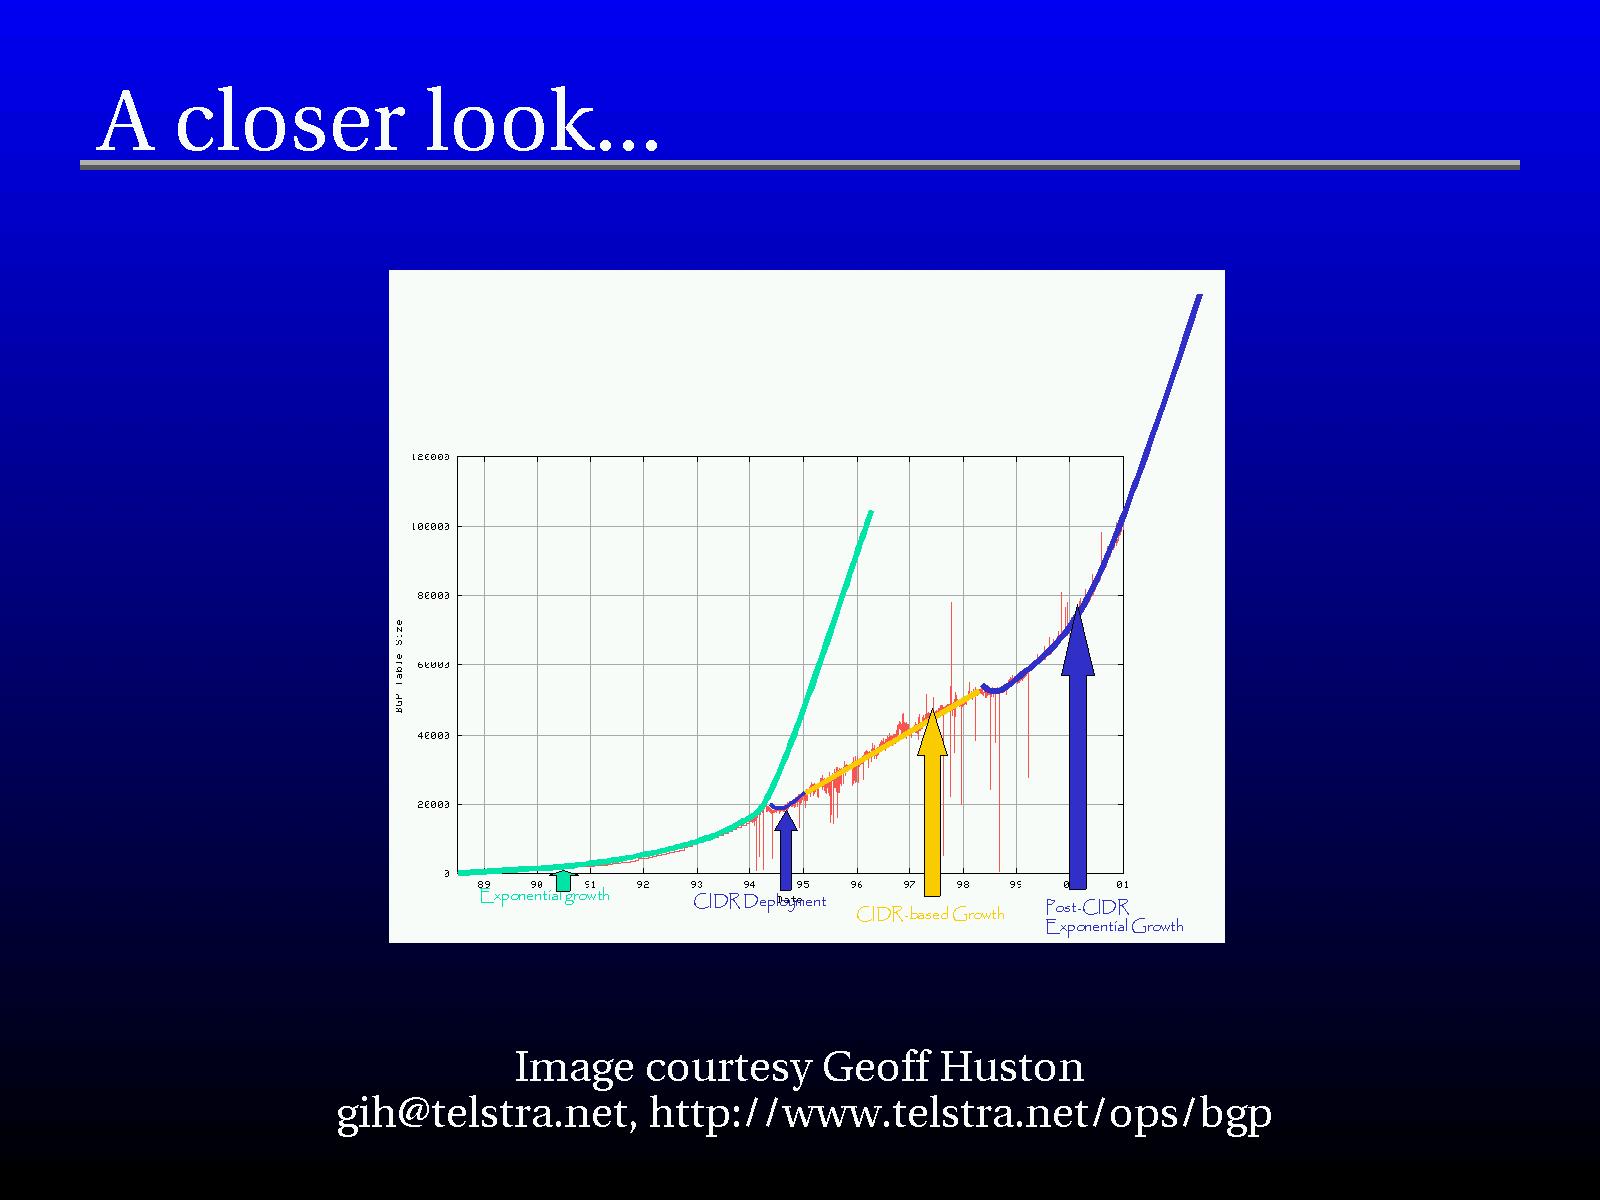 A closer look...
120000
100000
80000
60000
40000
20000
0
BGP Table Size
89 90 91 92 93 94 95 96 97 98 99 01
Date
Exponential growth
CIDR Deployment
CIDR-based Growth
Post-CIDR
Exponential Growth
Image courtesy Geoff Huston
gih@telstra.net, http://www.telstra.net/ops/bgp